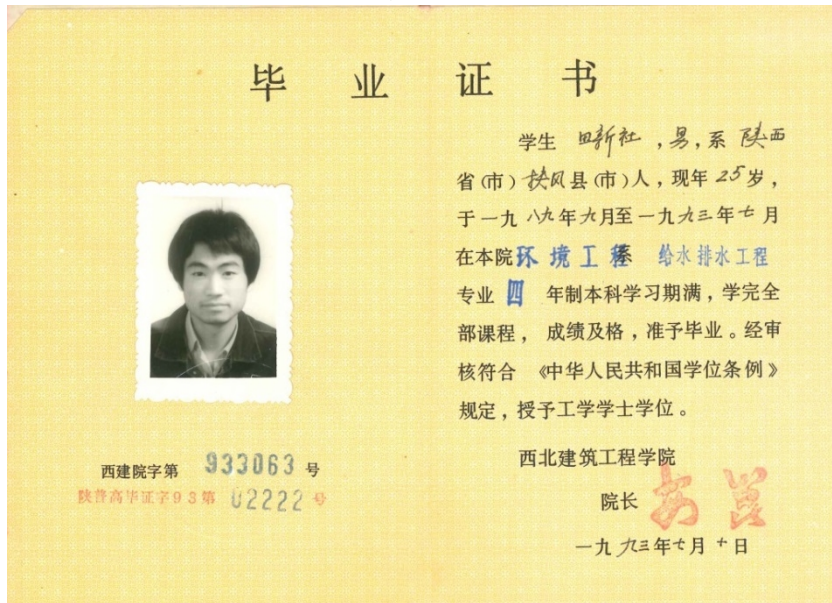 毕业证书
学生 田新社，男，系 陕西
省(市)扶风县(市)人，现年25岁，
于一九八九年九月至一九九三年七月
在本院环境工程系 给水排水工程
专业 四 年制本科学习期满，学完全
部课程，成绩及格，准予毕业。经审
核符合 《中华人民共和国学位条例》
规定，授予工学学士学位。
西北建筑工程学院
院长
一九九三年七月十日
西建院字第 933063 号
陕普高毕证字93第 02222 号